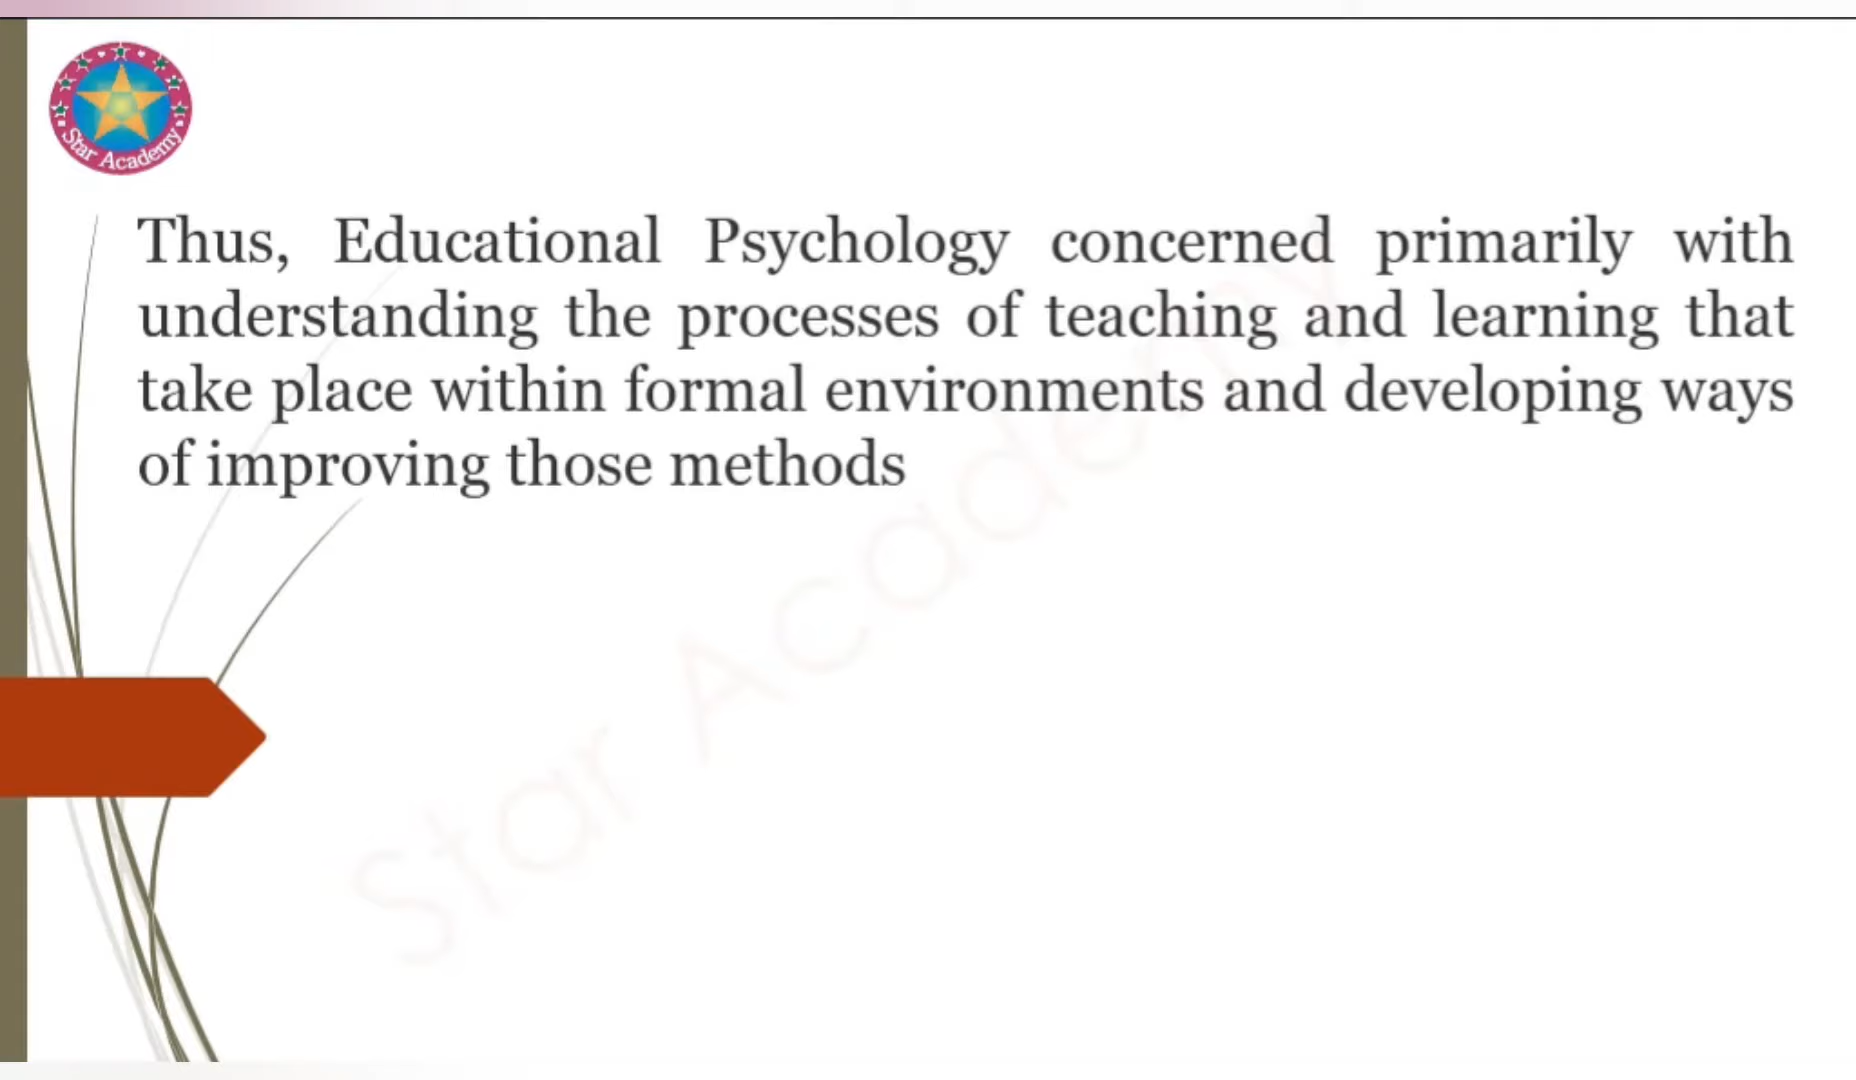 Star Academy
Thus, Educational Psychology concerned primarily with
understanding the processes of teaching and learning that
take place within formal environments and developing ways
of improving those methods
Star Academy